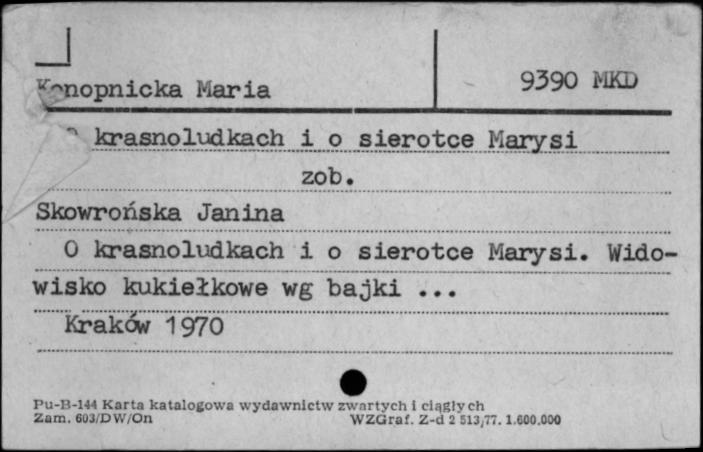 Konopnicka Maria 9390 MKD
O krasnoludkach i o sierotce Marysi
zob.
Skowrońska Janina
O krasnoludkach i o sierotce Marysi. Wido-
wisko kukiełkowe wg bajki ...
Kraków 1970
Pu-B-144 Karta katalogowa wydawnictw zwartych i ciągłych
Zam. 603/DW/On WZGraf. Z-d 2 513/77. 1.600.000